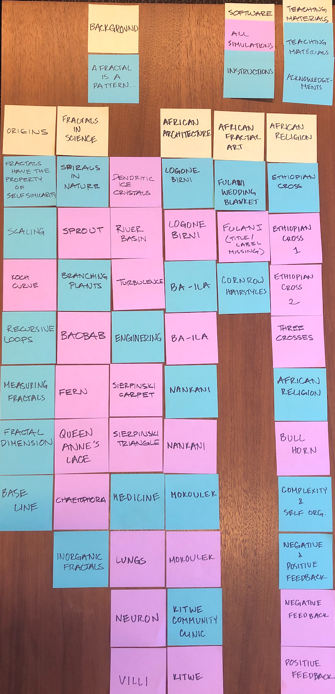 BACKGROUND
A FRACTAL
IS A
PATTERN...
SOFTWARE
ALL
SIMULATIONS
INSTRUCTIONS
TEACHING
MATERIALS
TEACHING
MATERIALS
ACKNOWLEDGE-
MENTS
ORIGINS
FRACTALS
HAVE THE
PROPERTY
OF SELF SIMILARITY
SCALING
KOCH
CURVE
RECURSIVE
LOOPS
MEASURING
FRACTALS
FRACTAL
DIMENSION
BASE
LINE
FRACTALS
IN
SCIENCE
SPIRALS
IN
NATURE
SPROUT
BRANCHING
PLANTS
BAOBAB
FERN
QUEEN
ANNE'S
LACE
CHAETOPHORA
INORGANIC
FRACTALS
DENDRITIC
ICE
CRISTALS
RIVER
BASIN
TURBULENCE
ENGINEERING
SIERPINSKI
CARPET
SIERPINSKI
TRIANGLE
MEDICINE
LUNGS
NEURON
VILLI
AFRICAN
ARCHITECTURE
LOGONE
BIRNI
LOGONE
BIRNI
BA-ILA
BA-ILA
NANKANI
NANKANI
MOKOULEK
MOKOULEK
KITWE
COMMUNITY
CLINIC
KITWE
AFRICAN
FRACTAL
ART
FULANI
WEDDING
BLANKET
FULANI
(TITLE/
LABEL
MISSING)
CORNROW
HAIRSTYLES
AFRICAN
RELIGION
ETHIOPIAN
CROSS
ETHIOPIAN
CROSS
1
ETHIOPIAN
CROSS
2
THREE
CROSSES
AFRICAN
RELIGION
BULL
HORN
COMPLEXITY
&
SELF ORG.
NEGATIVE
&
POSITIVE
FEEDBACK
NEGATIVE
FEEDBACK
POSITIVE
FEEDBACK